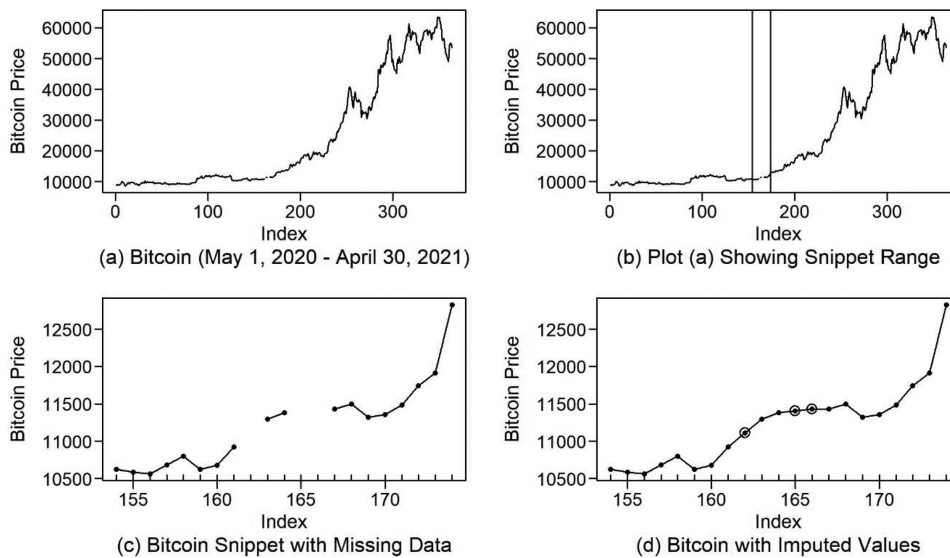 Bitcoin Price
60000
50000
40000
30000
20000
10000
0 100 200 300
Index
(a) Bitcoin (May 1, 2020 - April 30, 2021)
Bitcoin Price
60000
50000
40000
30000
20000
10000
0 100 200 300
Index
(b) Plot (a) Showing Snippet Range
Bitcoin Price
12500
12000
11500
11000
10500
155 160 165 170
Index
(c) Bitcoin Snippet with Missing Data
Bitcoin Price
12500
12000
11500
11000
10500
155 160 165 170
Index
(d) Bitcoin with Imputed Values